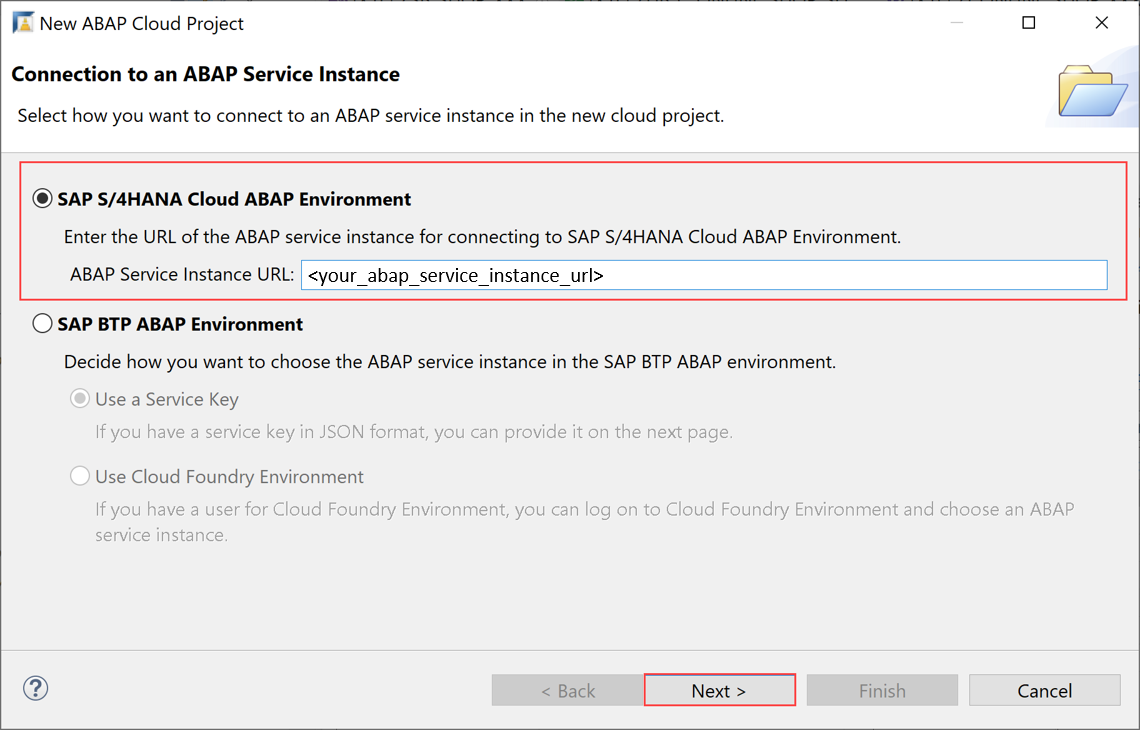 New ABAP Cloud Project
Connection to an ABAP Service Instance
Select how you want to connect to an ABAP service instance in the new cloud project.
SAP S/4HANA Cloud ABAP Environment
Enter the URL of the ABAP service instance for connecting to SAP S/4HANA Cloud ABAP Environment.
ABAP Service Instance URL: <your_abap_service_instance_url>
SAP BTP ABAP Environment
Decide how you want to choose the ABAP service instance in the SAP BTP ABAP environment.
Use a Service Key
If you have a service key in JSON format, you can provide it on the next page.
Use Cloud Foundry Environment
If you have a user for Cloud Foundry Environment, you can log on to Cloud Foundry Environment and choose an ABAP
service instance.
? < Back Next > Finish Cancel